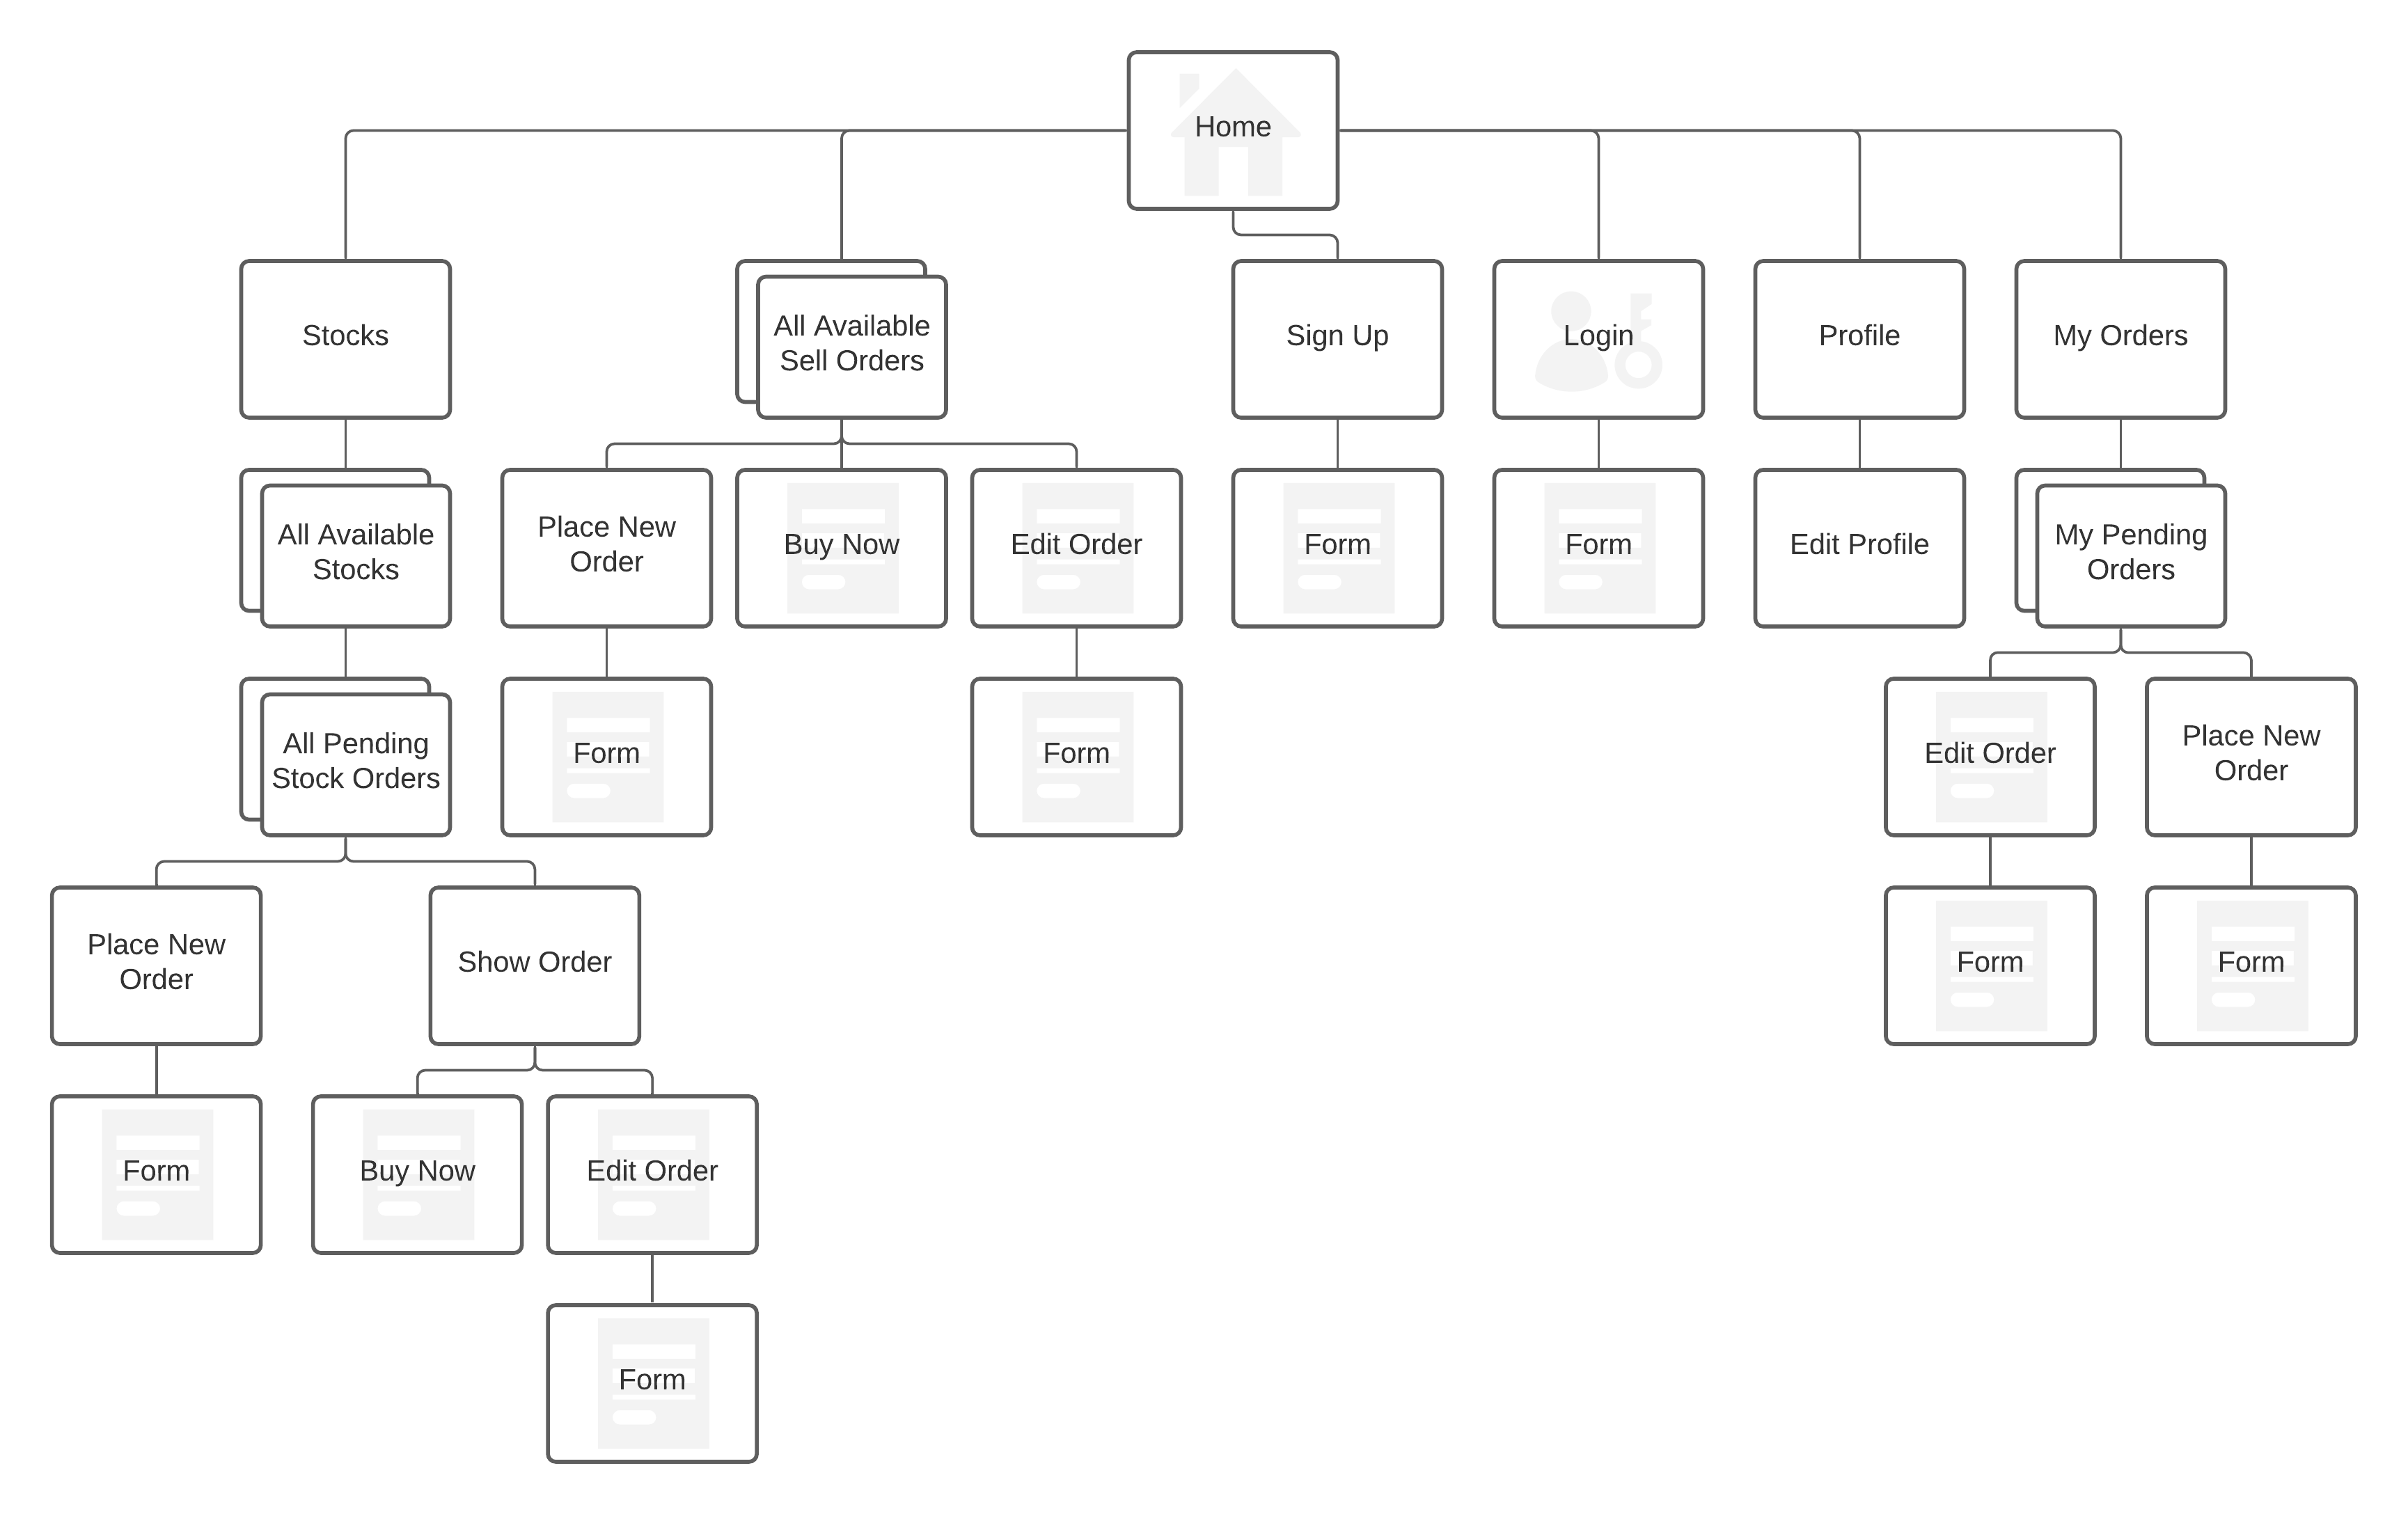 Home
Stocks
All Available
Sell Orders
Sign Up
Login
Profile
My Orders
All Available
Stocks
Place New
Order
Buy Now
Edit Order
Form
Form
Edit Profile
My Pending
Orders
All Pending
Stock Orders
Form
Form
Edit Order
Place New
Order
Place New
Order
Show Order
Form
Form
Form
Buy Now
Edit Order
Form